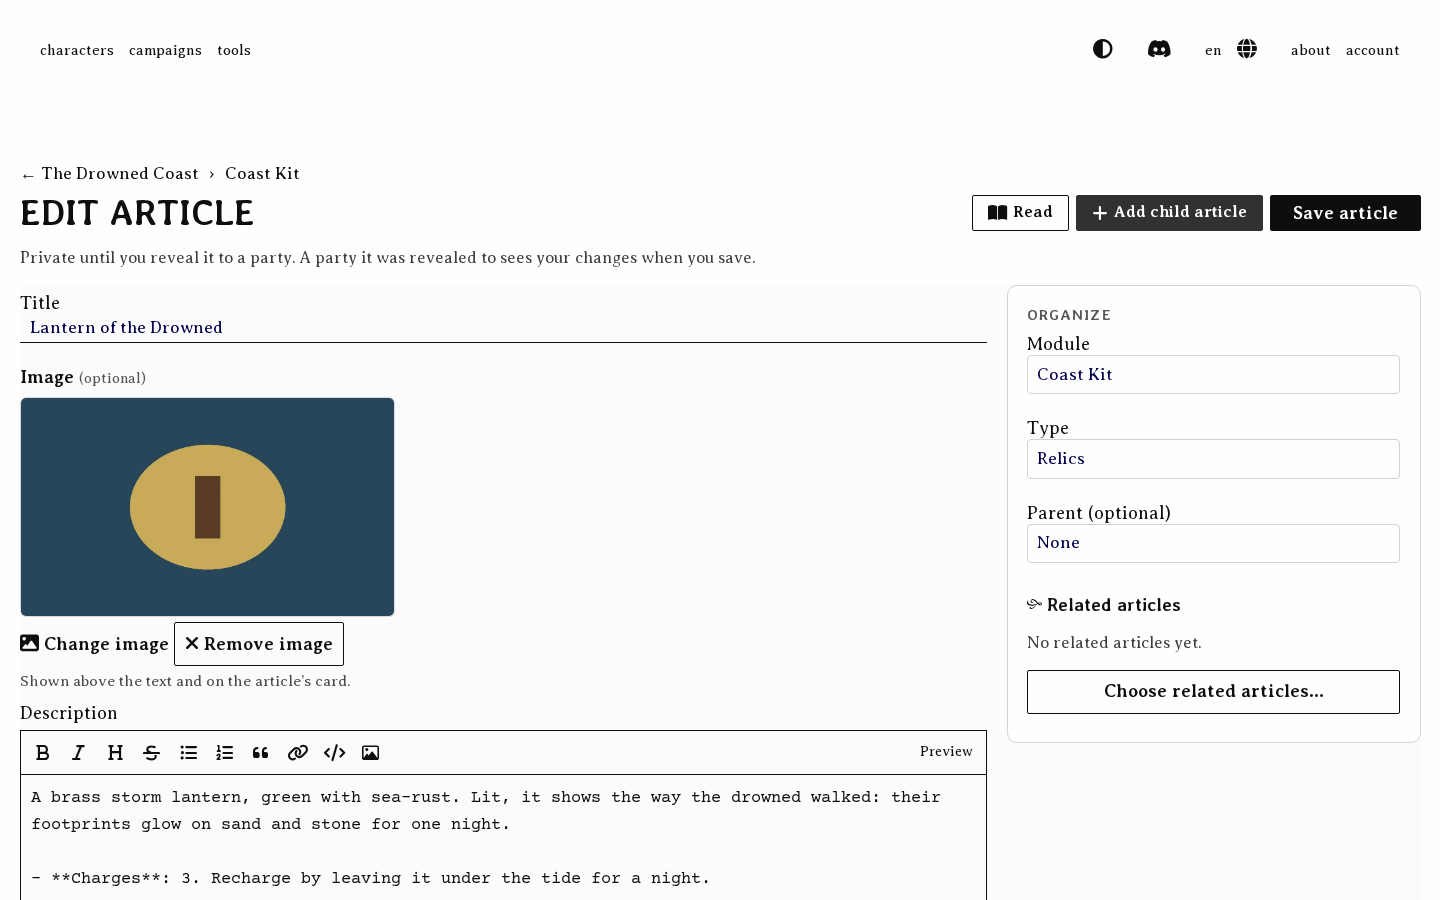 characters campaigns tools
en about account
← The Drowned Coast › Coast Kit
EDIT ARTICLE
Read
+ Add child article
Save article
Private until you reveal it to a party. A party it was revealed to sees your changes when you save.
Title
Lantern of the Drowned
Image (optional)
Change image
Remove image
Shown above the text and on the article's card.
Description
B I H S
Preview
A brass storm lantern, green with sea-rust. Lit, it shows the way the drowned walked: their
footprints glow on sand and stone for one night.
- **Charges**: 3. Recharge by leaving it under the tide for a night.
ORGANIZE
Module
Coast Kit
Type
Relics
Parent (optional)
None
Related articles
No related articles yet.
Choose related articles...